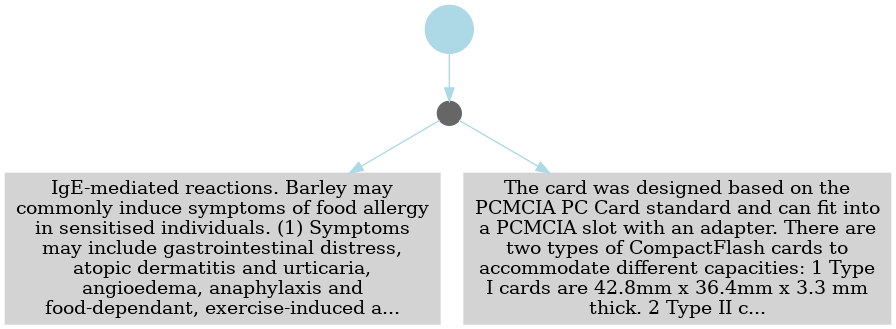 IgE-mediated reactions. Barley may
commonly induce symptoms of food allergy
in sensitised individuals. (1) Symptoms
may include gastrointestinal distress,
atopic dermatitis and urticaria,
angioedema, anaphylaxis and
food-dependant, exercise-induced a...
The card was designed based on the
PCMCIA PC Card standard and can fit into
a PCMCIA slot with an adapter. There are
two types of CompactFlash cards to
accommodate different capacities: 1 Type
I cards are 42.8mm x 36.4mm x 3.3 mm
thick. 2 Type II c...